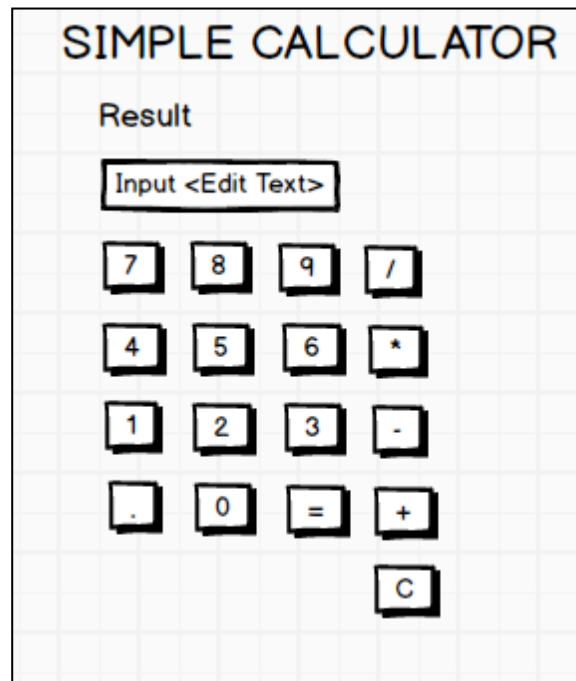 SIMPLE CALCULATOR
Result
Input <Edit Text>
7 8 9 /
4 5 6 *
1 2 3 -
. 0 = +
C